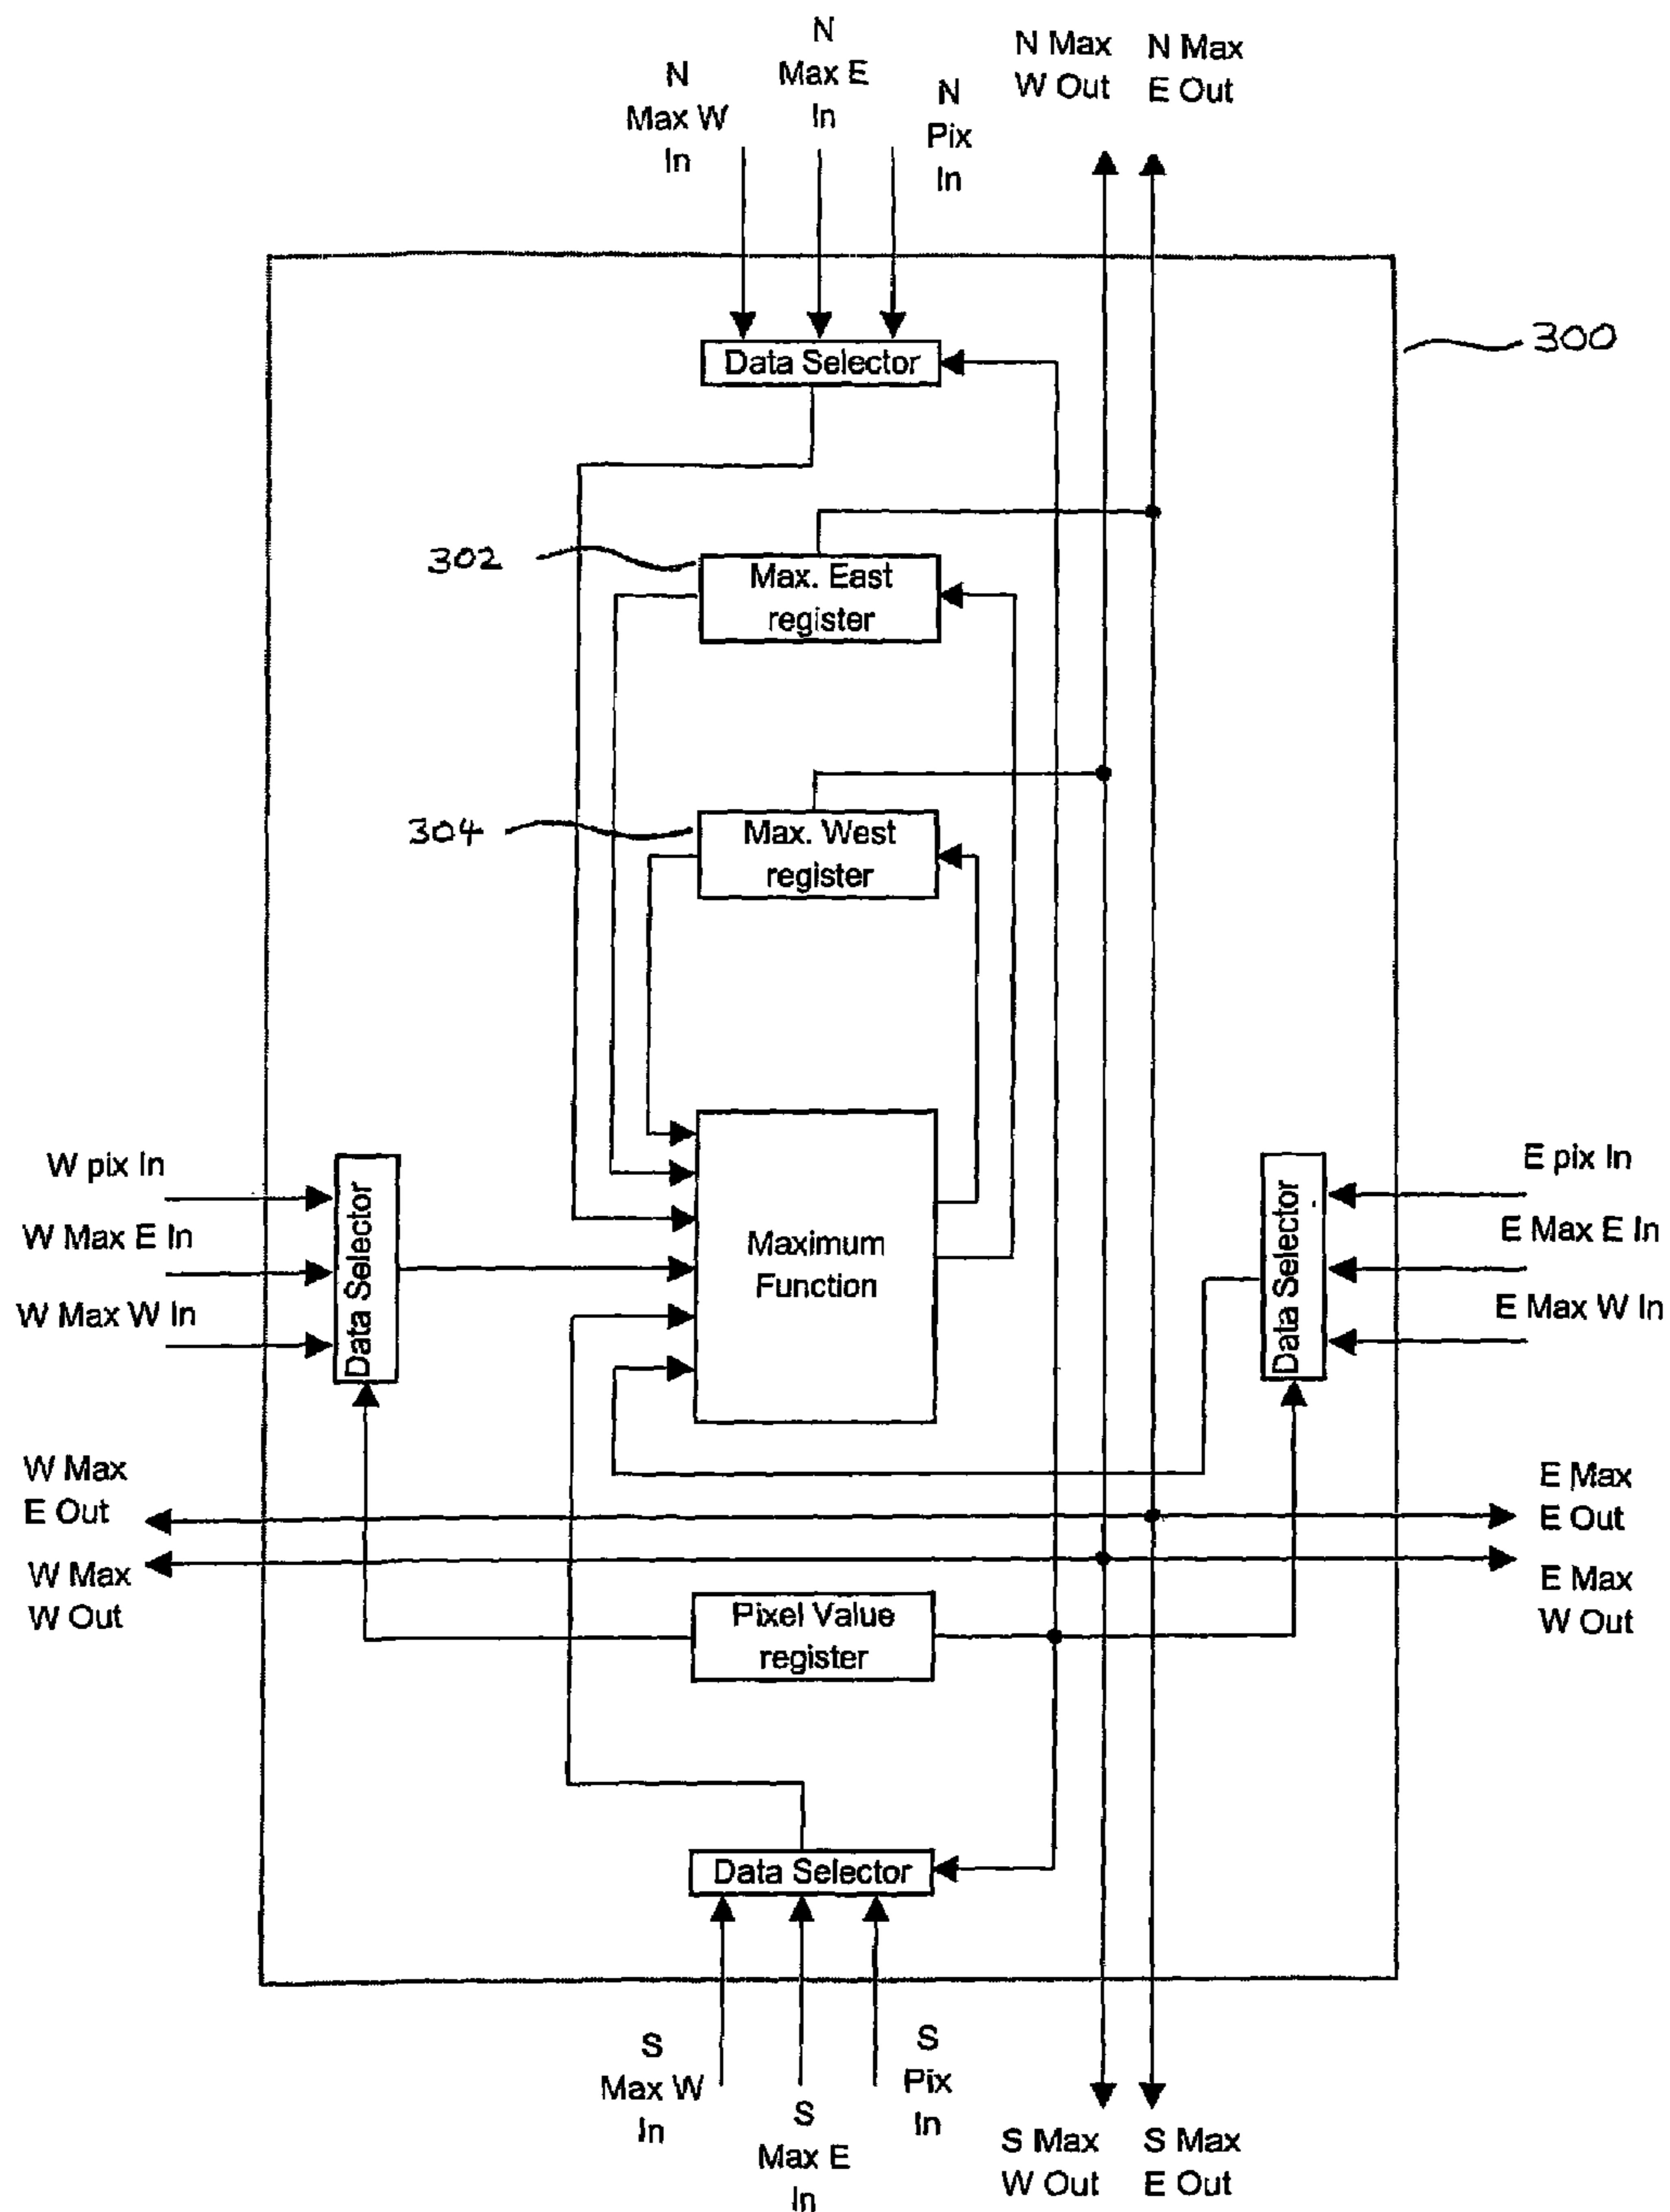 N
Max W
In
N
Max E
In
N
Pix
In
N Max
W Out
N Max
E Out
300
Data Selector
302
Max. East
register
304
Max. West
register
W pix In
W Max E In
W Max W In
Data Selector
Maximum
Function
Data Selector
E pix In
E Max E In
E Max W In
W Max
E Out
W Max
W Out
E Max
E Out
E Max
W Out
Pixel Value
register
Data Selector
S
Max W
In
S
Max E
In
S
Pix
In
S Max
W Out
S Max
E Out